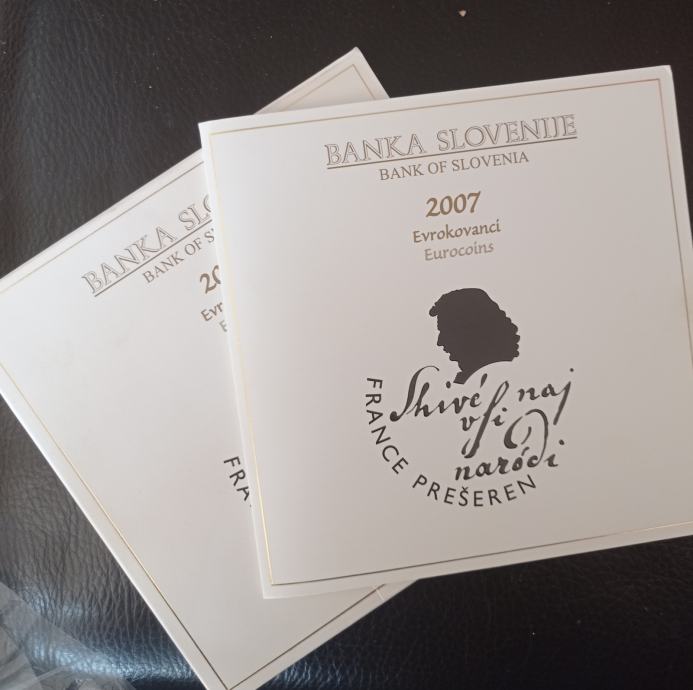 BANKA SLOVENIJE
BANK OF SLOVENIA
2007
Evrokovanci
Eurocoins
Shivé naj
vſi
naródi
FRANCE PREŠEREN
BANKA SLO
BANK OF S
20
Evr
E
FRA